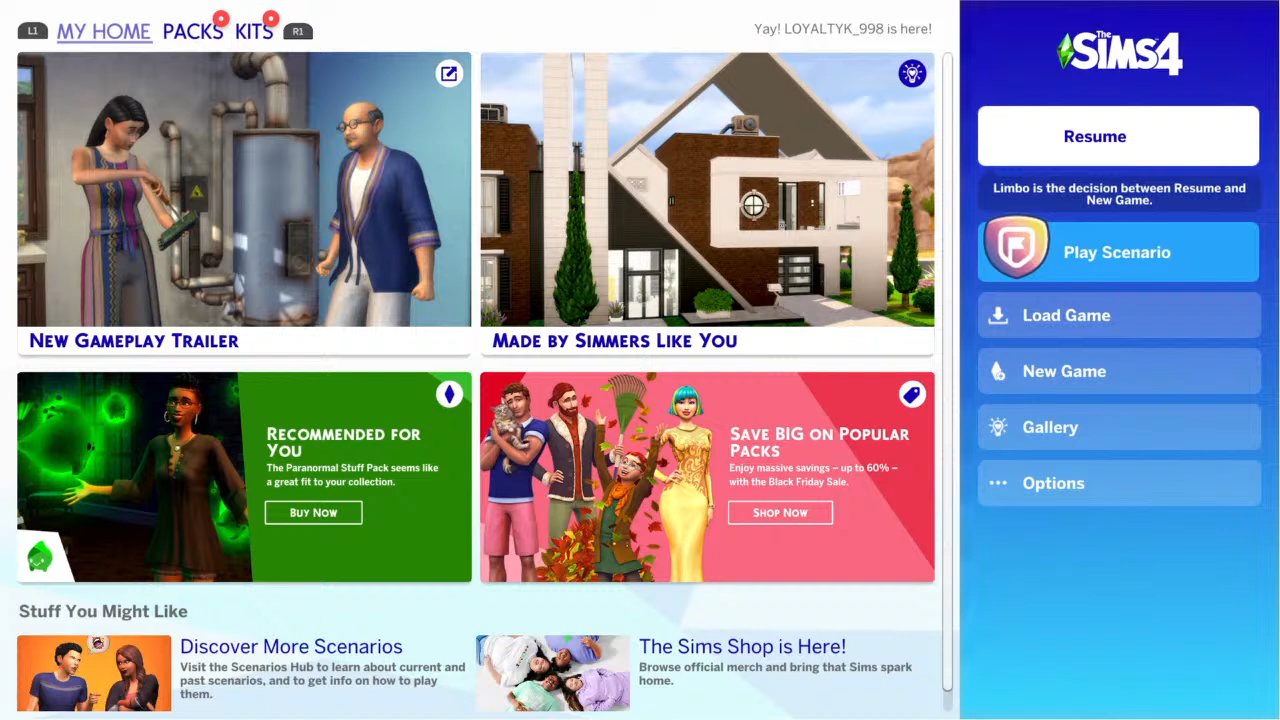 L1 MY HOME PACKS KITS R1
Yay! LOYALTYK_998 is here!
NEW GAMEPLAY TRAILER
MADE BY SIMMERS LIKE YOU
RECOMMENDED FOR
YOU
The Paranormal Stuff Pack seems like
a great fit to your collection.
BUY NOW
SAVE BIG ON POPULAR
PACKS
Enjoy massive savings – up to 60% –
with the Black Friday Sale.
SHOP NOW
Stuff You Might Like
Discover More Scenarios
Visit the Scenarios Hub to learn about current and
past scenarios, and to get info on how to play
them.
The Sims Shop is Here!
Browse official merch and bring that Sims spark
home.
The SIMS 4
Resume
Limbo is the decision between Resume and
New Game.
Play Scenario
Load Game
New Game
Gallery
Options